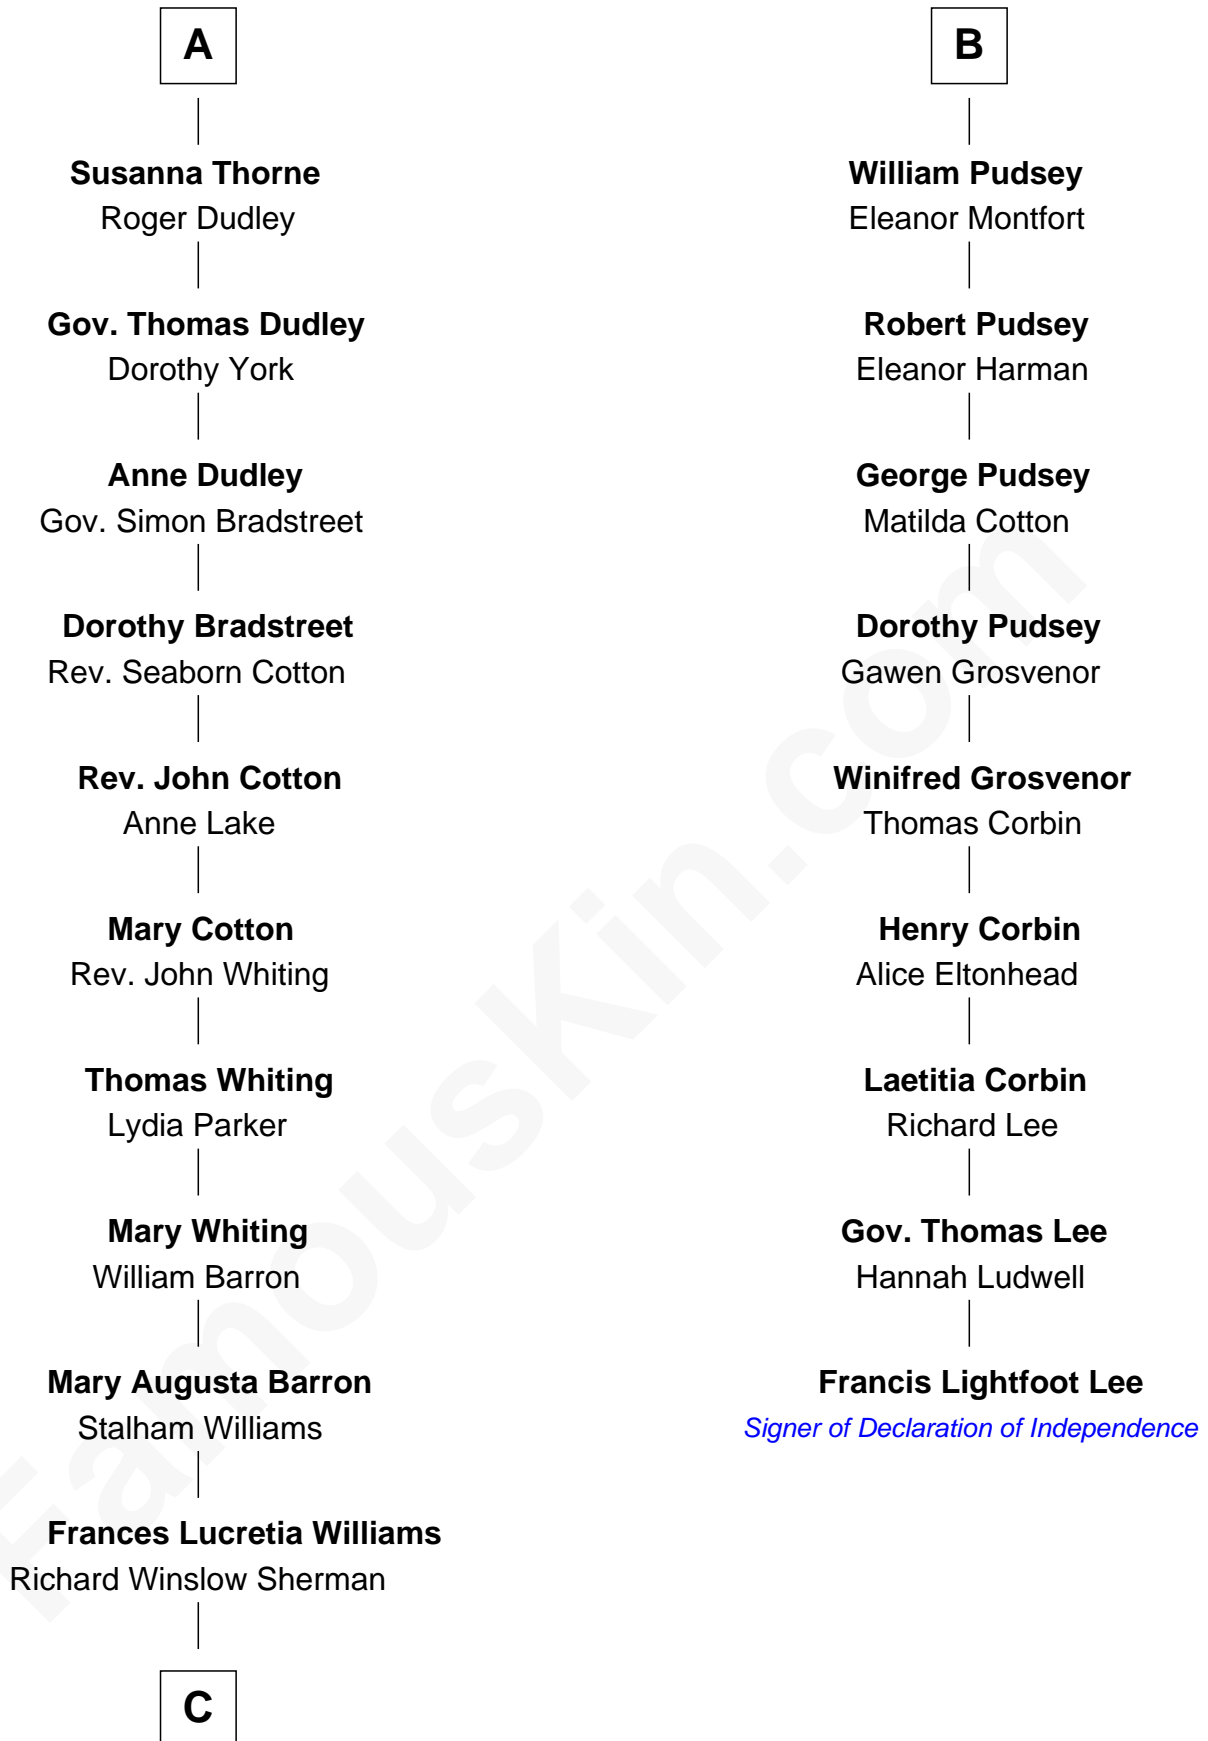 A
Susanna Thorne
Roger Dudley
Gov. Thomas Dudley
Dorothy York
Anne Dudley
Gov. Simon Bradstreet
Dorothy Bradstreet
Rev. Seaborn Cotton
Rev. John Cotton
Anne Lake
Mary Cotton
Rev. John Whiting
Thomas Whiting
Lydia Parker
Mary Whiting
William Barron
Mary Augusta Barron
Stalham Williams
Frances Lucretia Williams
Richard Winslow Sherman
C
B
William Pudsey
Eleanor Montfort
Robert Pudsey
Eleanor Harman
George Pudsey
Matilda Cotton
Dorothy Pudsey
Gawen Grosvenor
Winifred Grosvenor
Thomas Corbin
Henry Corbin
Alice Eltonhead
Laetitia Corbin
Richard Lee
Gov. Thomas Lee
Hannah Ludwell
Francis Lightfoot Lee
Signer of Declaration of Independence
FamousKin.com